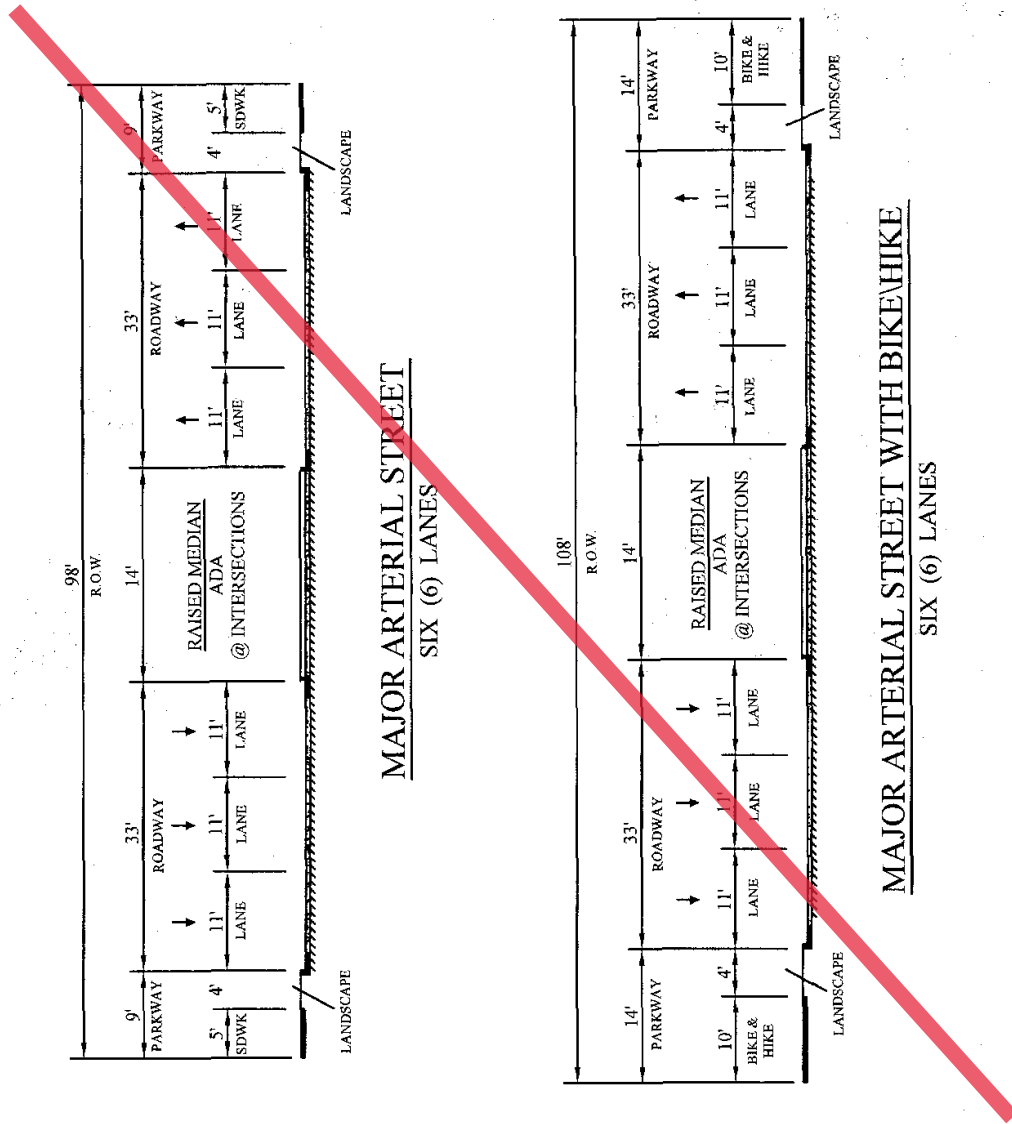 98'
R.O.W.
9'
33'
14'
33'
9'
PARKWAY
ROADWAY
ROADWAY
PARKWAY
RAISED MEDIAN
ADA
@ INTERSECTIONS
5'
4'
11'
11'
11'
11'
11'
11'
4'
5'
SDWK
LANE
LANE
LANE
LANE
LANE
LANE
SDWK
LANDSCAPE
LANDSCAPE
MAJOR ARTERIAL STREET
SIX (6) LANES
108'
R.O.W.
14'
33'
14'
33'
14'
PARKWAY
ROADWAY
ROADWAY
PARKWAY
RAISED MEDIAN
ADA
@ INTERSECTIONS
10'
4'
11'
11'
11'
11'
11'
11'
4'
10'
BIKE &
HIKE
LANE
LANE
LANE
LANE
LANE
LANE
BIKE &
HIKE
LANDSCAPE
LANDSCAPE
MAJOR ARTERIAL STREET WITH BIKE\HIKE
SIX (6) LANES